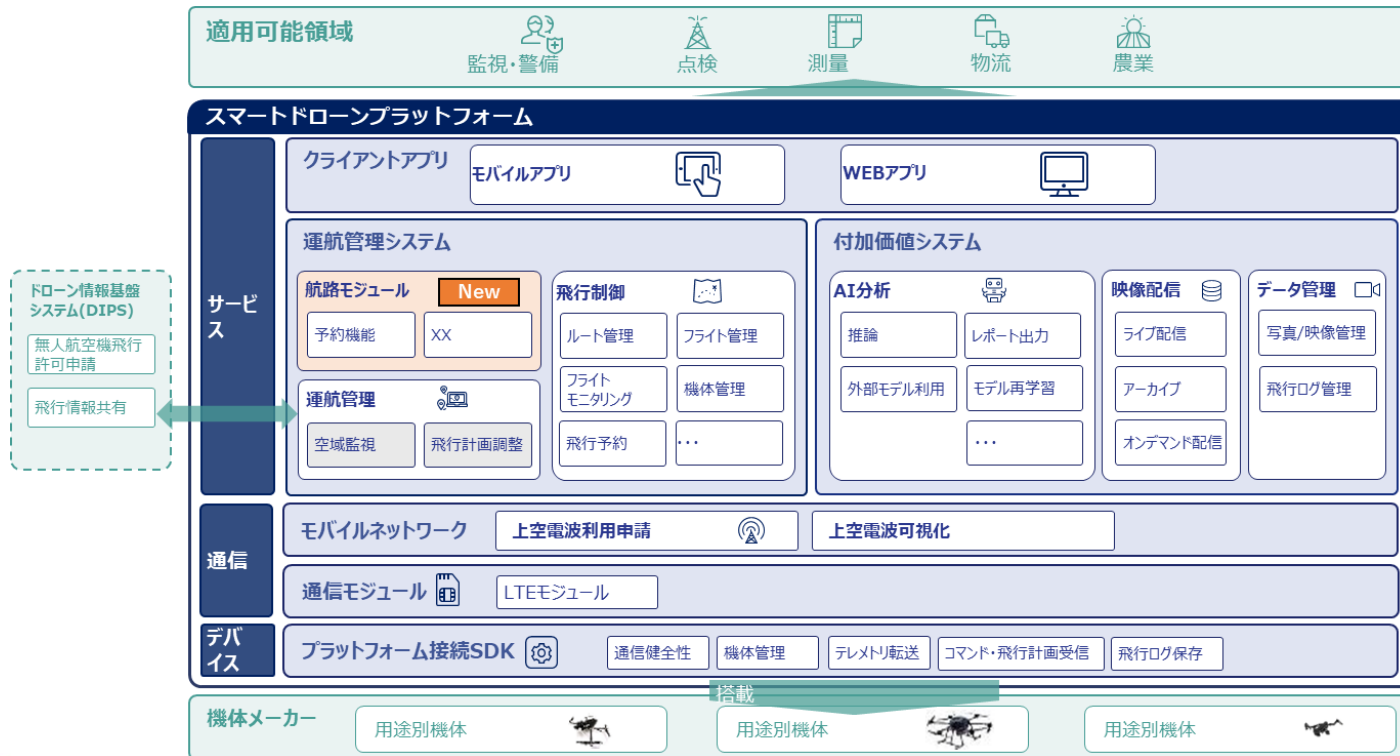 適用可能領域
監視・警備
点検
測量
物流
農業
スマートドローンプラットフォーム
サービ
ス
クライアントアプリ
モバイルアプリ
WEBアプリ
運航管理システム
航路モジュール
New
予約機能
XX
運航管理
空域監視
飛行計画調整
飛行制御
ルート管理
フライト管理
フライト
モニタリング
機体管理
飛行予約
・・・
付加価値システム
AI分析
推論
レポート出力
外部モデル利用
モデル再学習
・・・
映像配信
ライブ配信
アーカイブ
オンデマンド配信
データ管理
写真/映像管理
飛行ログ管理
ドローン情報基盤
システム(DIPS)
無人航空機飛行
許可申請
飛行情報共有
通信
モバイルネットワーク
上空電波利用申請
上空電波可視化
通信モジュール
LTEモジュール
デバ
イス
プラットフォーム接続SDK
通信健全性
機体管理
テレメトリ転送
コマンド・飛行計画受信
飛行ログ保存
搭載
機体メーカー
用途別機体
用途別機体
用途別機体